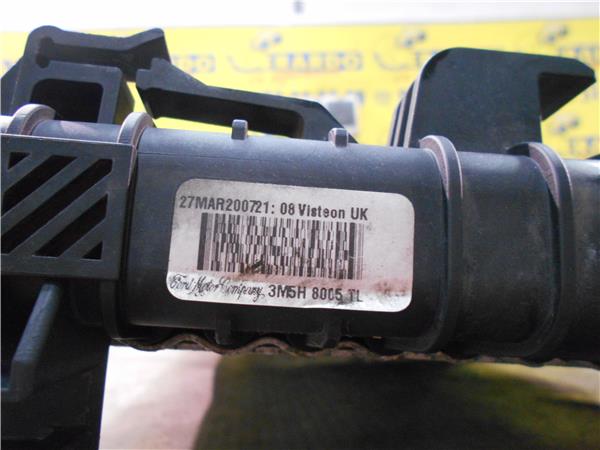 27MAR200721:08 Visteon UK
Ford Motor Company 3M5H 8005 TL